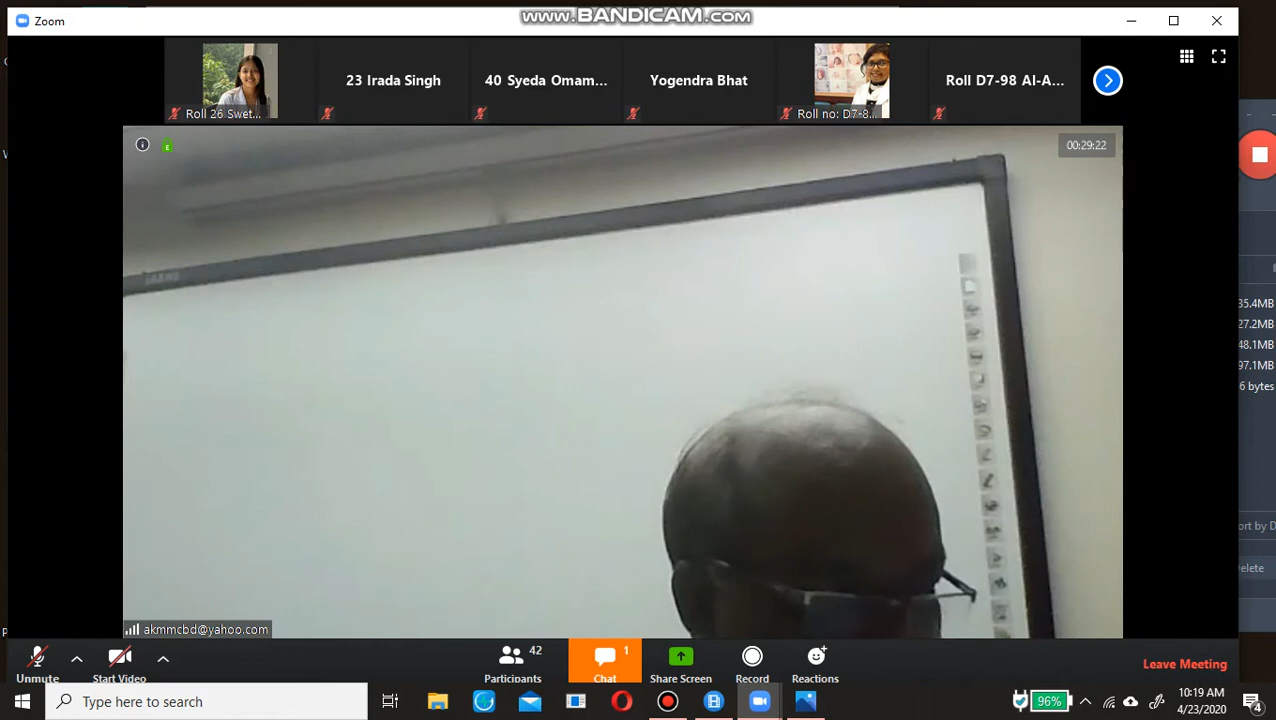 www.BANDICAM.com
Zoom
23 Irada Singh
40 Syeda Omam...
Yogendra Bhat
Roll D7-98 Al-A...
Roll 26 Swet...
Roll no: D7-8...
00:29:22
35.4MB
27.2MB
48.1MB
97.1MB
6 bytes
ort by D
elete
akmmcbd@yahoo.com
42
1
Unmute
Start Video
Participants
Chat
Share Screen
Record
Reactions
Leave Meeting
Type here to search
96%
10:19 AM
4/23/2020
4